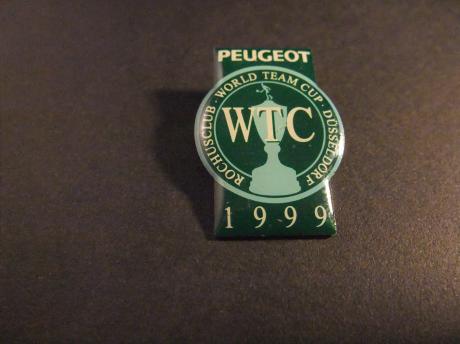 PEUGEOT
ROCHUSCLUB · WORLD TEAM CUP · DÜSSELDORF
WTC
1999